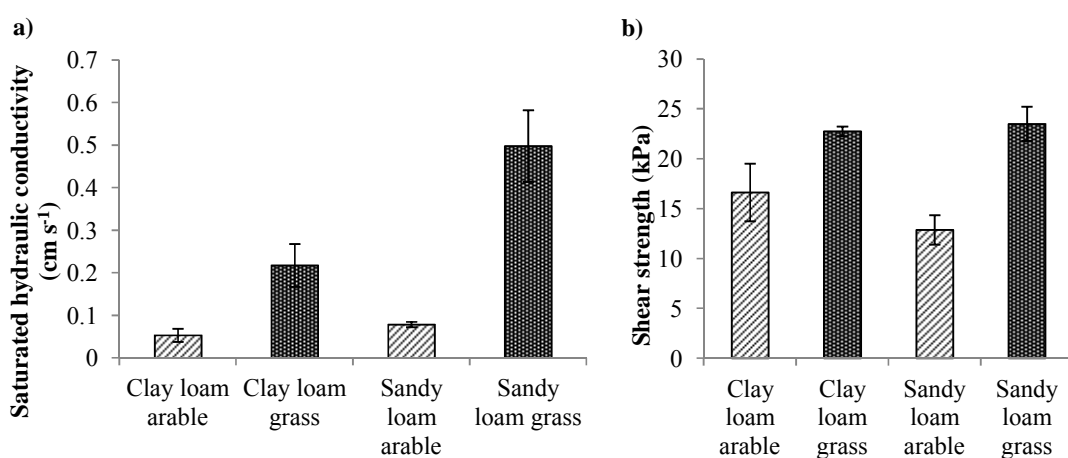 a)
Saturated hydraulic conductivity
(cm s⁻¹)
0.7
0.6
0.5
0.4
0.3
0.2
0.1
0
Clay loam
arable
Clay loam
grass
Sandy
loam
arable
Sandy
loam grass
b)
Shear strength (kPa)
30
25
20
15
10
5
0
Clay
loam
arable
Clay
loam
grass
Sandy
loam
arable
Sandy
loam
grass